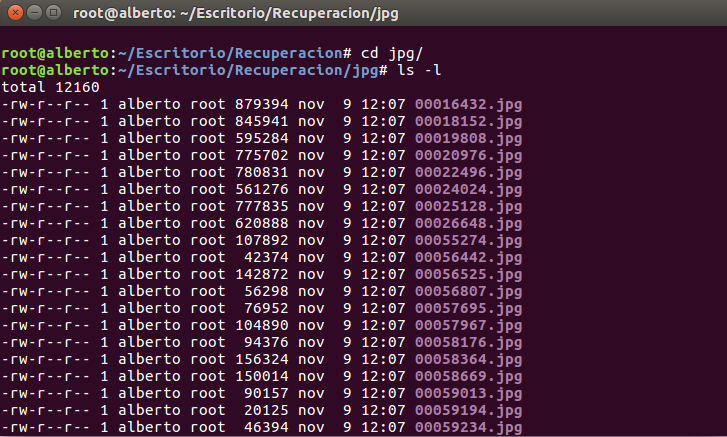 root@alberto: ~/Escritorio/Recuperacion/jpg
root@alberto:~/Escritorio/Recuperacion# cd jpg/
root@alberto:~/Escritorio/Recuperacion/jpg# ls -l
total 12160
-rw-r--r-- 1 alberto root 879394 nov  9 12:07 00016432.jpg
-rw-r--r-- 1 alberto root 845941 nov  9 12:07 00018152.jpg
-rw-r--r-- 1 alberto root 595284 nov  9 12:07 00019808.jpg
-rw-r--r-- 1 alberto root 775702 nov  9 12:07 00020976.jpg
-rw-r--r-- 1 alberto root 780831 nov  9 12:07 00022496.jpg
-rw-r--r-- 1 alberto root 561276 nov  9 12:07 00024024.jpg
-rw-r--r-- 1 alberto root 777835 nov  9 12:07 00025128.jpg
-rw-r--r-- 1 alberto root 620888 nov  9 12:07 00026648.jpg
-rw-r--r-- 1 alberto root 107892 nov  9 12:07 00055274.jpg
-rw-r--r-- 1 alberto root  42374 nov  9 12:07 00056442.jpg
-rw-r--r-- 1 alberto root 142872 nov  9 12:07 00056525.jpg
-rw-r--r-- 1 alberto root  56298 nov  9 12:07 00056807.jpg
-rw-r--r-- 1 alberto root  76952 nov  9 12:07 00057695.jpg
-rw-r--r-- 1 alberto root 104890 nov  9 12:07 00057967.jpg
-rw-r--r-- 1 alberto root  94376 nov  9 12:07 00058176.jpg
-rw-r--r-- 1 alberto root 156324 nov  9 12:07 00058364.jpg
-rw-r--r-- 1 alberto root 150014 nov  9 12:07 00058669.jpg
-rw-r--r-- 1 alberto root  90157 nov  9 12:07 00059013.jpg
-rw-r--r-- 1 alberto root  20125 nov  9 12:07 00059194.jpg
-rw-r--r-- 1 alberto root  46394 nov  9 12:07 00059234.jpg